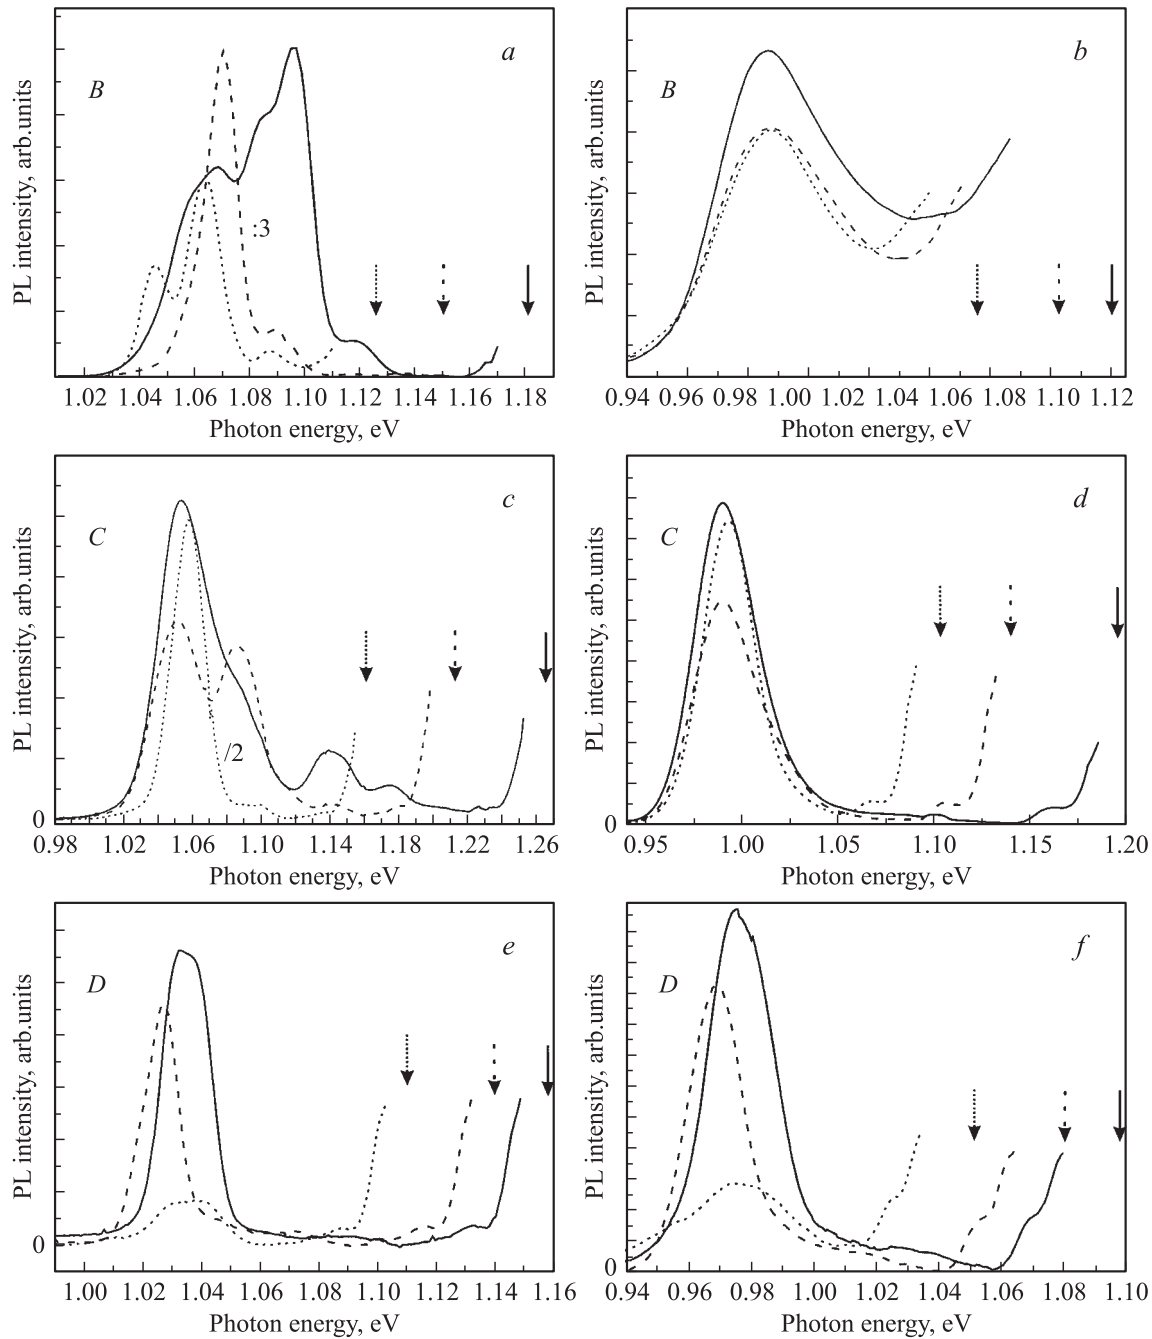 a
B
:3
PL intensity, arb.units
1.02 1.04 1.06 1.08 1.10 1.12 1.14 1.16 1.18
Photon energy, eV
b
B
PL intensity, arb.units
0.94 0.96 0.98 1.00 1.02 1.04 1.06 1.08 1.10 1.12
Photon energy, eV
c
C
/2
PL intensity, arb.units
0
0.98 1.02 1.06 1.10 1.14 1.18 1.22 1.26
Photon energy, eV
d
C
PL intensity, arb.units
0
0.95 1.00 1.05 1.10 1.15 1.20
Photon energy, eV
e
D
PL intensity, arb.units
0
1.00 1.02 1.04 1.06 1.08 1.10 1.12 1.14 1.16
Photon energy, eV
f
D
PL intensity, arb.units
0
0.94 0.96 0.98 1.00 1.02 1.04 1.06 1.08 1.10
Photon energy, eV